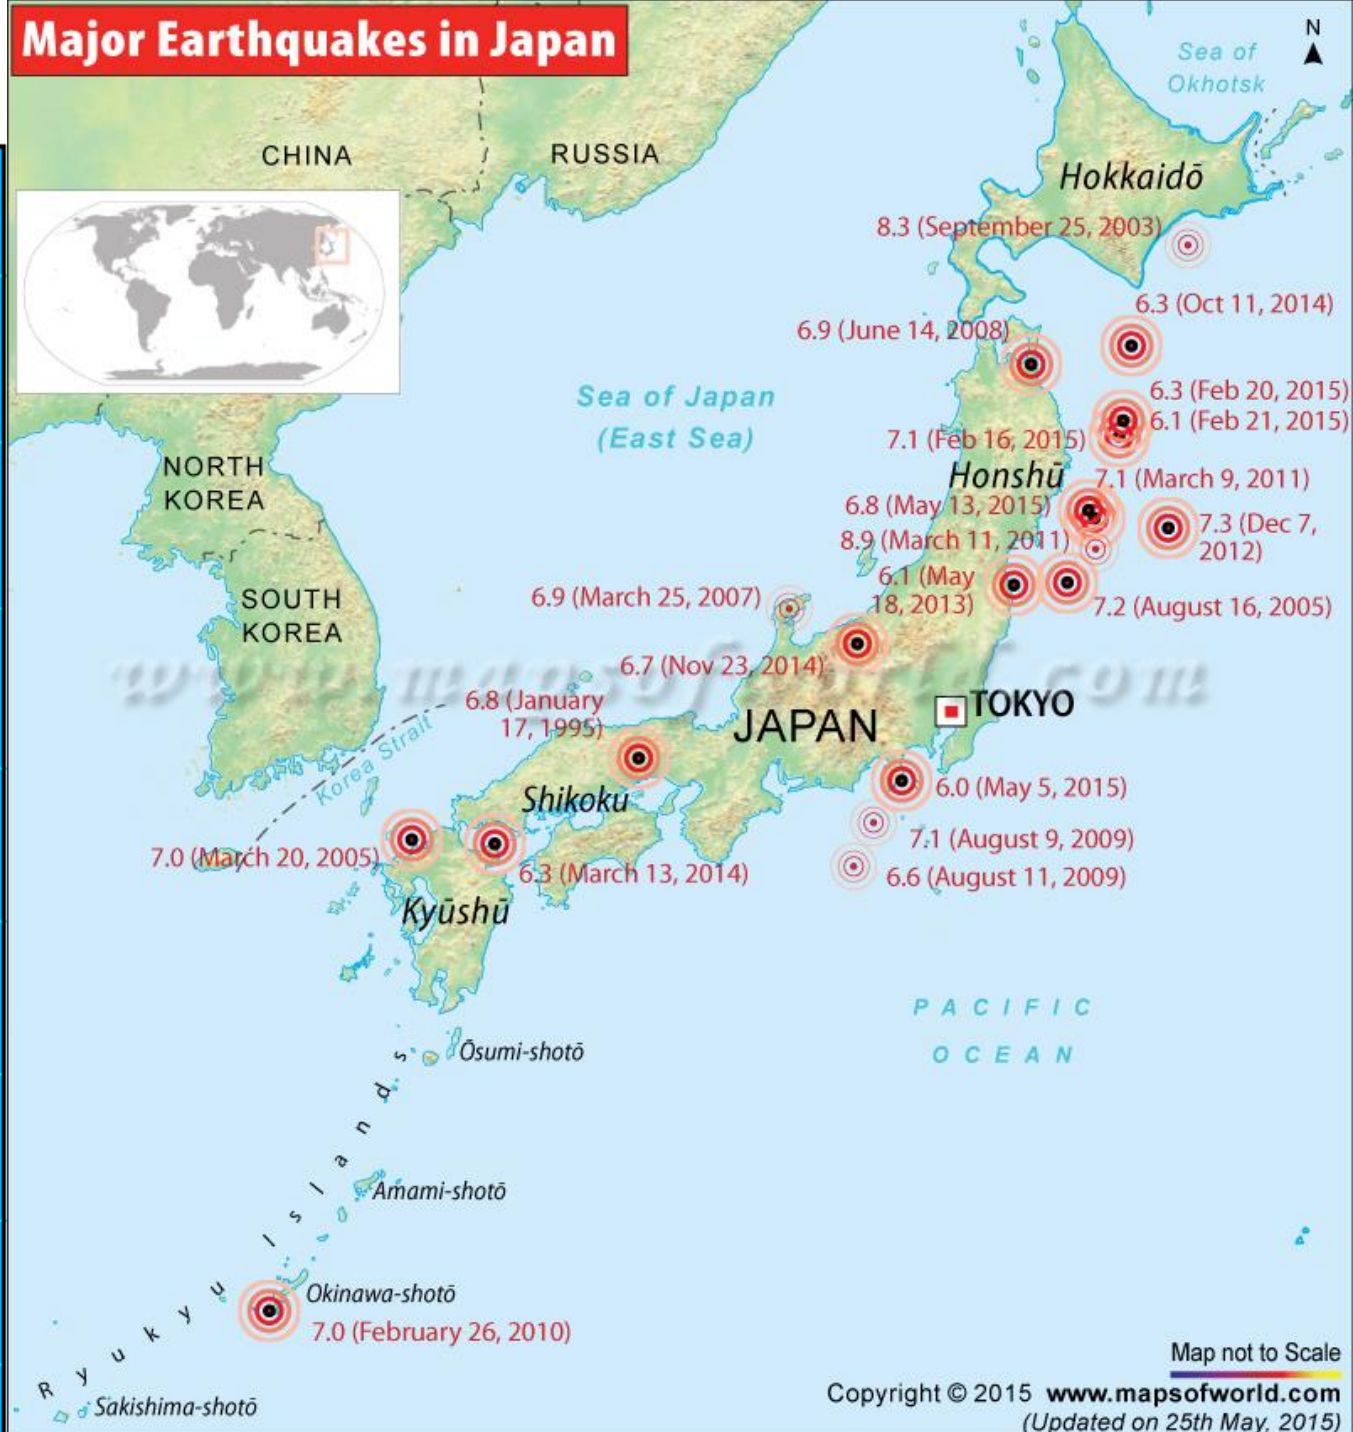 Major Earthquakes in Japan
N
Sea of
Okhotsk
CHINA
RUSSIA
Hokkaidō
8.3 (September 25, 2003)
6.3 (Oct 11, 2014)
6.9 (June 14, 2008)
Sea of Japan
(East Sea)
6.3 (Feb 20, 2015)
6.1 (Feb 21, 2015)
7.1 (Feb 16, 2015)
NORTH
KOREA
Honshū
7.1 (March 9, 2011)
6.8 (May 13, 2015)
7.3 (Dec 7,
2012)
8.9 (March 11, 2011)
6.1 (May
18, 2013)
SOUTH
KOREA
6.9 (March 25, 2007)
7.2 (August 16, 2005)
www.mapsofworld.com
6.7 (Nov 23, 2014)
6.8 (January
17, 1995)
TOKYO
JAPAN
Korea Strait
Shikoku
6.0 (May 5, 2015)
7.1 (August 9, 2009)
7.0 (March 20, 2005)
6.3 (March 13, 2014)
6.6 (August 11, 2009)
Kyūshū
PACIFIC
OCEAN
Ōsumi-shotō
Amami-shotō
Ryukyu Islands
Okinawa-shotō
7.0 (February 26, 2010)
Sakishima-shotō
Map not to Scale
Copyright © 2015 www.mapsofworld.com
(Updated on 25th May, 2015)